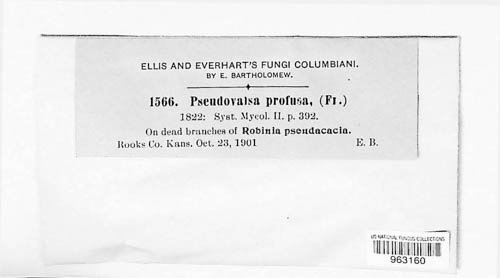 ELLIS AND EVERHART'S FUNGI COLUMBIANI.
BY E. BARTHOLOMEW.
1566. Pseudovalsa profusa, (Fr.)
1822: Syst. Mycol. II. p. 392.
On dead branches of Robinia pseudacacia.
Rooks Co. Kans. Oct. 23, 1901 E. B.
US NATIONAL FUNGUS COLLECTIONS
963160